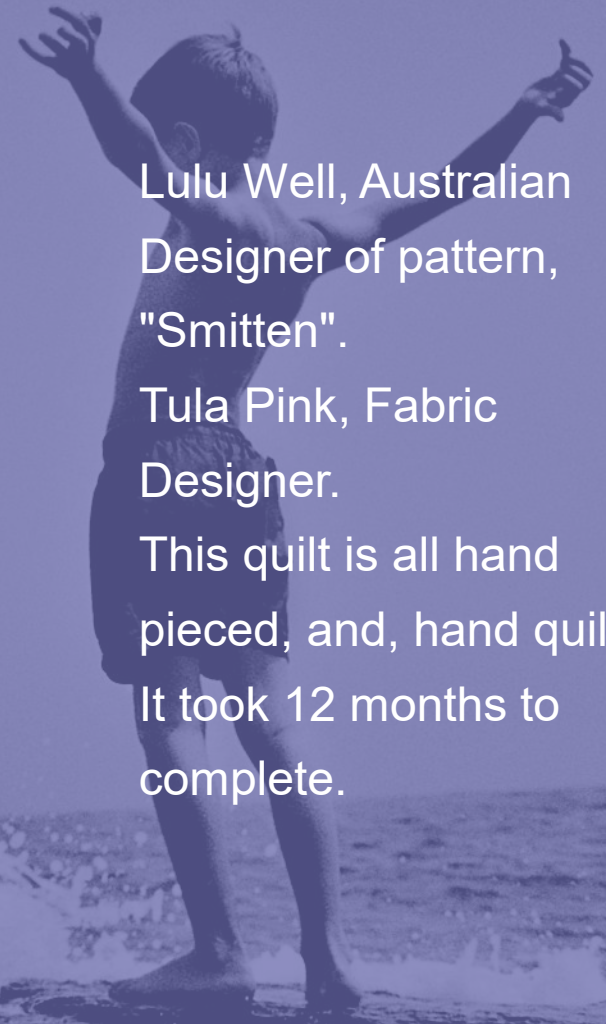 Lulu Well, Australian
Designer of pattern,
"Smitten".
Tula Pink, Fabric
Designer.
This quilt is all hand
pieced, and, hand quil
It took 12 months to
complete.